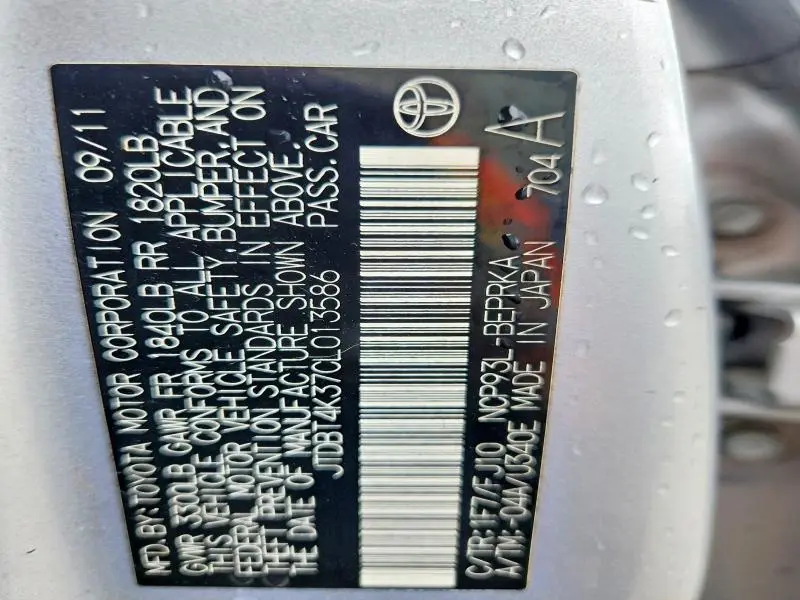 MFD.BY: TOYOTA MOTOR CORPORATION 09/11
GWR 3300LB GAWR FR 1840LB RR 1820LB
THIS VEHICLE CONFORMS TO ALL APPLICABLE
FEDERAL MOTOR VEHICLE SAFETY, BUMPER, AND
THEFT PREVENTION STANDARDS IN EFFECT ON
THE DATE OF MANUFACTURE SHOWN ABOVE.
JTDBT4K37CL013586 PASS.CAR
C/TR: 1F7/FJ10 NCP93L-BEPRKA 704 A
A/TM: -04A/U340E MADE IN JAPAN